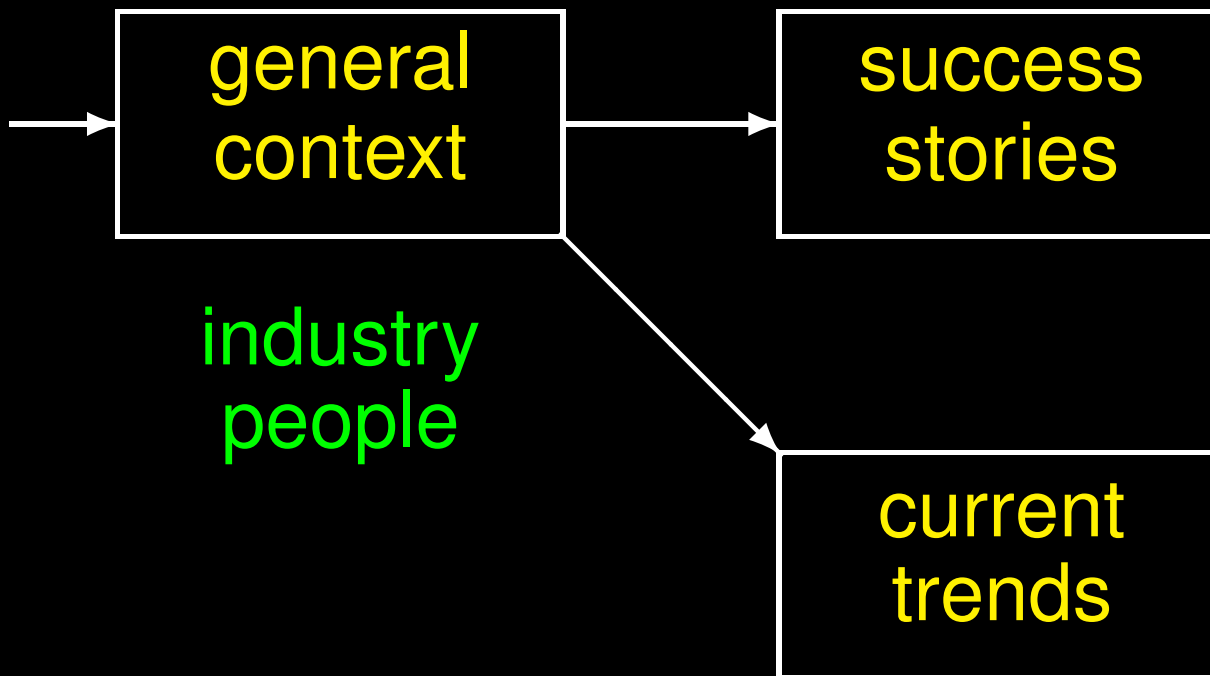 general
context
success
stories
industry
people
current
trends